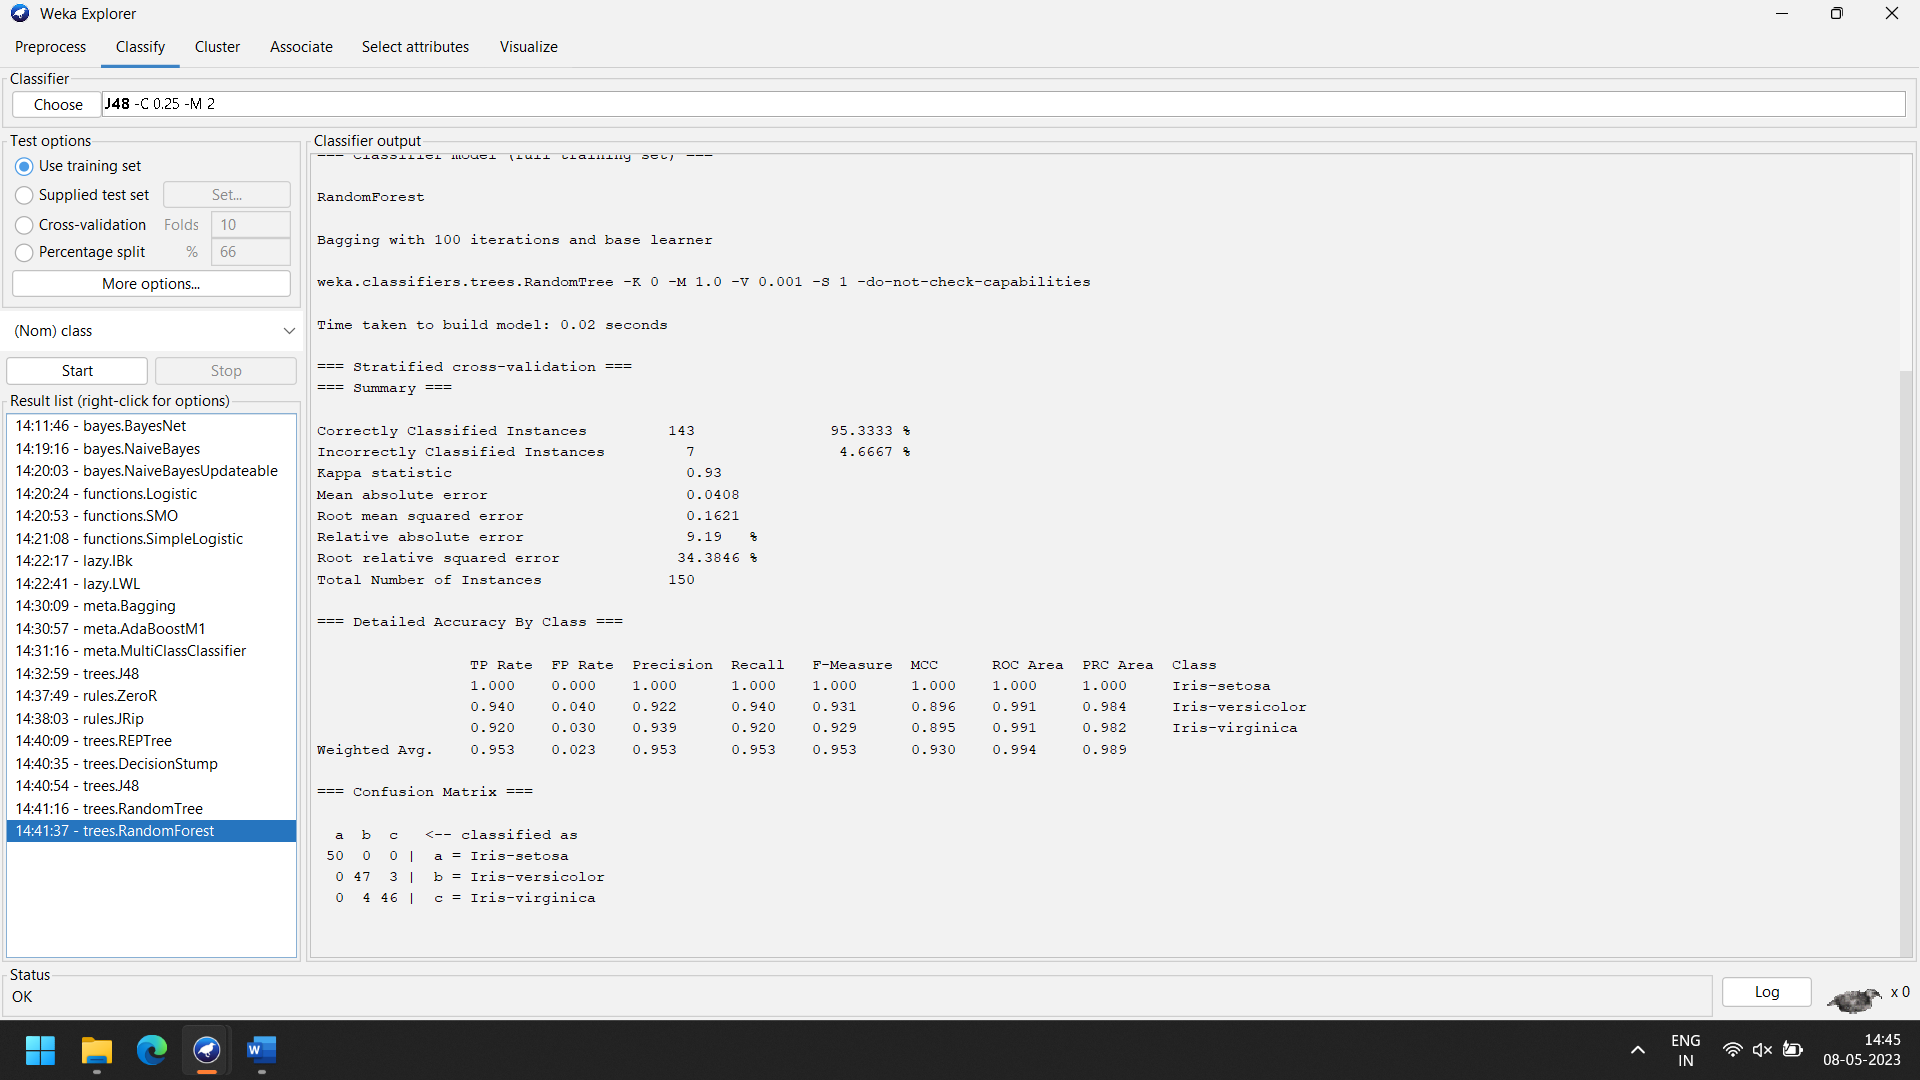 Weka Explorer
Preprocess Classify Cluster Associate Select attributes Visualize
Classifier
Choose J48 -C 0.25 -M 2
Test options
Use training set
Supplied test set Set...
Cross-validation Folds 10
Percentage split % 66
More options...
(Nom) class
Start Stop
Result list (right-click for options)
14:11:46 - bayes.BayesNet
14:19:16 - bayes.NaiveBayes
14:20:03 - bayes.NaiveBayesUpdateable
14:20:24 - functions.Logistic
14:20:53 - functions.SMO
14:21:08 - functions.SimpleLogistic
14:22:17 - lazy.IBk
14:22:41 - lazy.LWL
14:30:09 - meta.Bagging
14:30:57 - meta.AdaBoostM1
14:31:16 - meta.MultiClassClassifier
14:32:59 - trees.J48
14:37:49 - rules.ZeroR
14:38:03 - rules.JRip
14:40:09 - trees.REPTree
14:40:35 - trees.DecisionStump
14:40:54 - trees.J48
14:41:16 - trees.RandomTree
14:41:37 - trees.RandomForest
Classifier output
=== Classifier model (full training set) ===
RandomForest
Bagging with 100 iterations and base learner
weka.classifiers.trees.RandomTree -K 0 -M 1.0 -V 0.001 -S 1 -do-not-check-capabilities
Time taken to build model: 0.02 seconds
=== Stratified cross-validation ===
=== Summary ===
Correctly Classified Instances 143 95.3333 %
Incorrectly Classified Instances 7 4.6667 %
Kappa statistic 0.93
Mean absolute error 0.0408
Root mean squared error 0.1621
Relative absolute error 9.19 %
Root relative squared error 34.3846 %
Total Number of Instances 150
=== Detailed Accuracy By Class ===
TP Rate FP Rate Precision Recall F-Measure MCC ROC Area PRC Area Class
1.000 0.000 1.000 1.000 1.000 1.000 1.000 1.000 Iris-setosa
0.940 0.040 0.922 0.940 0.931 0.896 0.991 0.984 Iris-versicolor
0.920 0.030 0.939 0.920 0.929 0.895 0.991 0.982 Iris-virginica
Weighted Avg. 0.953 0.023 0.953 0.953 0.953 0.930 0.994 0.989
=== Confusion Matrix ===
a b c <-- classified as
50 0 0 | a = Iris-setosa
0 47 3 | b = Iris-versicolor
0 4 46 | c = Iris-virginica
Status
OK
Log x 0
W
ENG
IN
14:45
08-05-2023